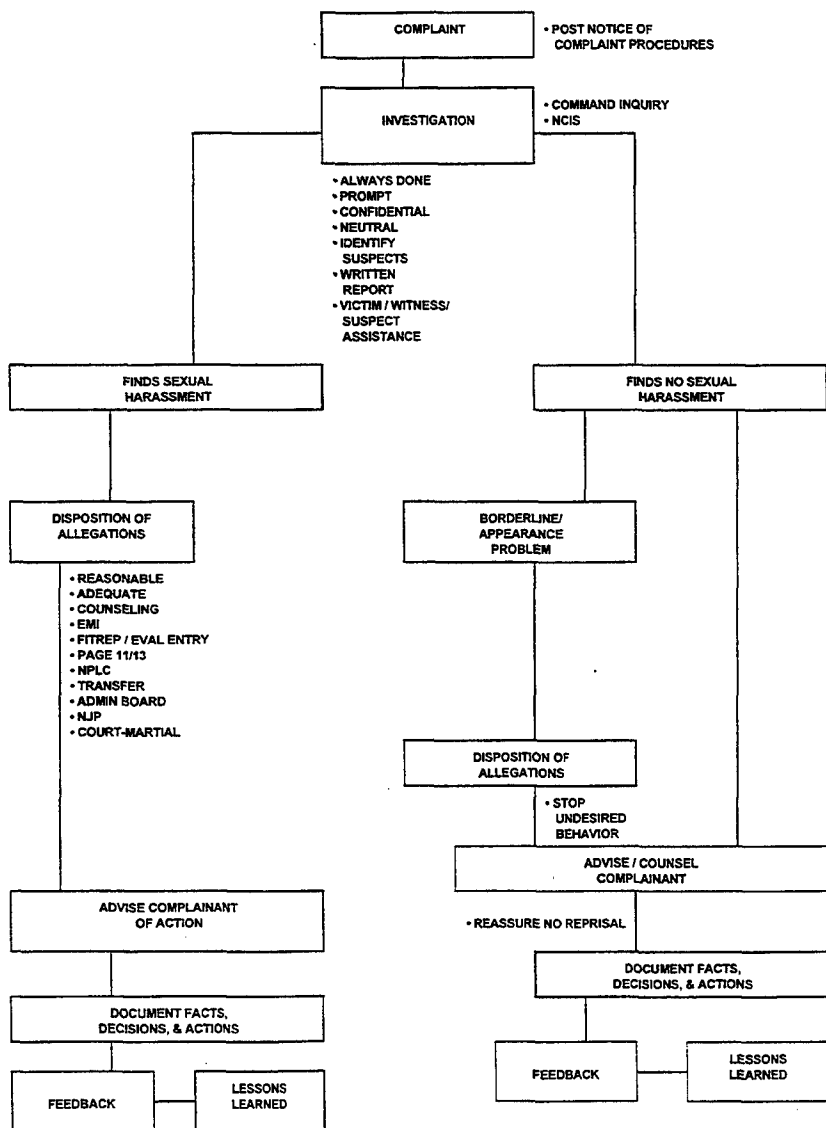 COMPLAINT
• POST NOTICE OF
COMPLAINT PROCEDURES
INVESTIGATION
• COMMAND INQUIRY
• NCIS
• ALWAYS DONE
• PROMPT
• CONFIDENTIAL
• NEUTRAL
• IDENTIFY
SUSPECTS
• WRITTEN
REPORT
• VICTIM / WITNESS/
SUSPECT
ASSISTANCE
FINDS SEXUAL
HARASSMENT
FINDS NO SEXUAL
HARASSMENT
DISPOSITION OF
ALLEGATIONS
• REASONABLE
• ADEQUATE
• COUNSELING
• EMI
• FITREP / EVAL ENTRY
• PAGE 11/13
• NPLC
• TRANSFER
• ADMIN BOARD
• NJP
• COURT-MARTIAL
BORDERLINE/
APPEARANCE
PROBLEM
DISPOSITION OF
ALLEGATIONS
• STOP
UNDESIRED
BEHAVIOR
ADVISE / COUNSEL
COMPLAINANT
• REASSURE NO REPRISAL
ADVISE COMPLAINANT
OF ACTION
DOCUMENT FACTS,
DECISIONS, & ACTIONS
DOCUMENT FACTS,
DECISIONS, & ACTIONS
FEEDBACK
LESSONS
LEARNED
FEEDBACK
LESSONS
LEARNED